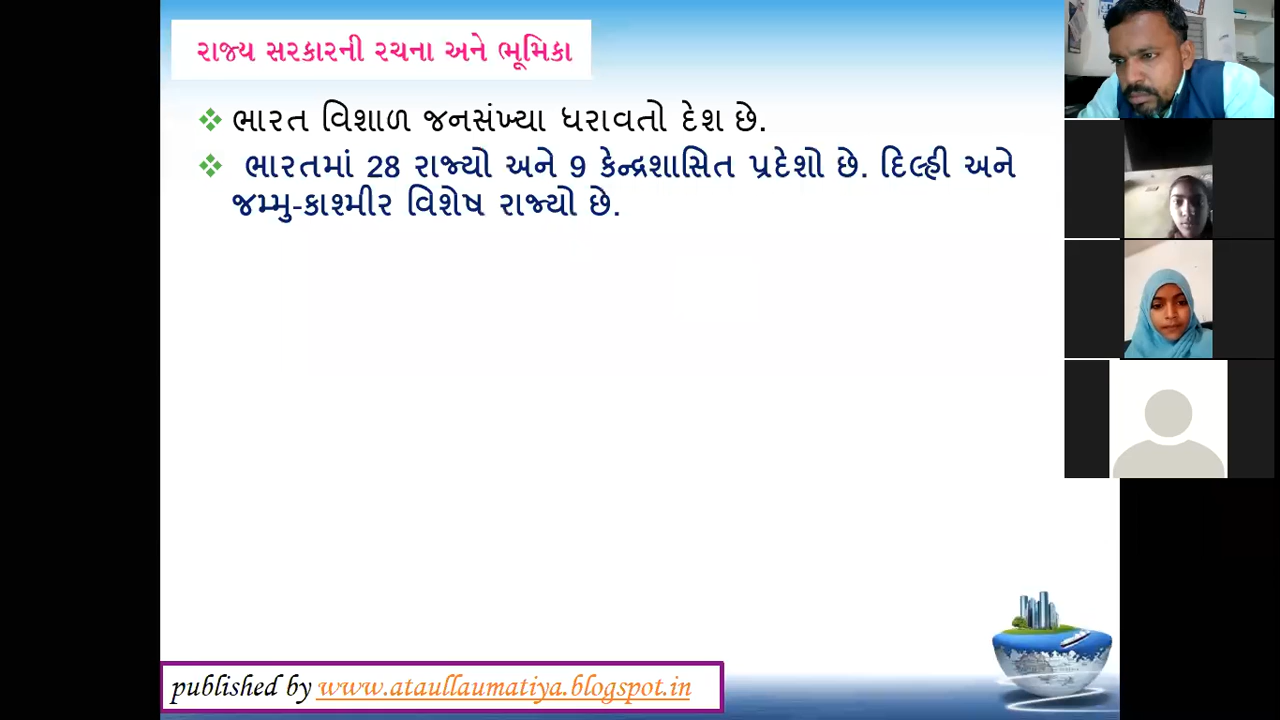 રાજ્ય સરકારની રચના અને ભૂમિકા
ભારત વિશાળ જનસંખ્યા ધરાવતો દેશ છે.
ભારતમાં 28 રાજ્યો અને 9 કેન્દ્રશાસિત પ્રદેશો છે. દિલ્હી અને
જમ્મુ-કાશ્મીર વિશેષ રાજ્યો છે.
published by www.ataullaumatiya.blogspot.in